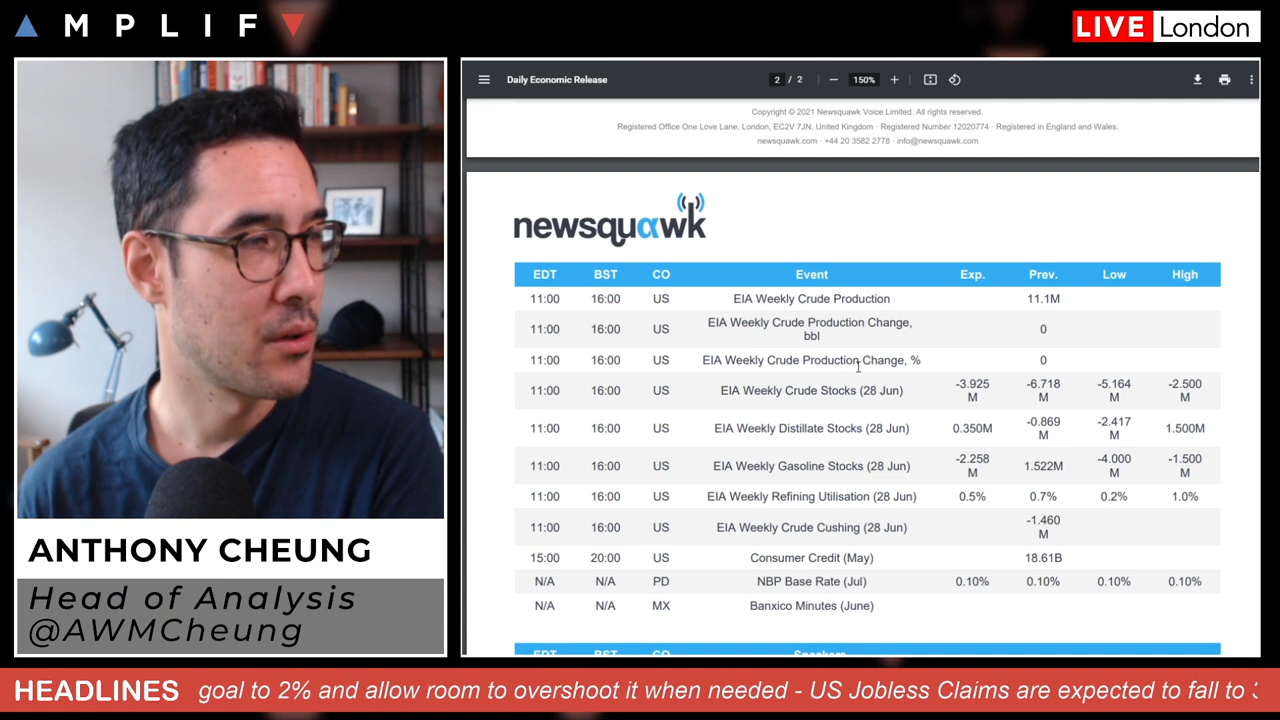 AMPLIFY
LIVE London
Daily Economic Release
2 / 2
150%
Copyright © 2021 Newsquawk Voice Limited. All rights reserved.
Registered Office One Love Lane, London, EC2V 7JN, United Kingdom · Registered Number 12020774 · Registered in England and Wales.
newsquawk.com · +44 20 3582 2778 · info@newsquawk.com
newsquawk
EDT BST CO Event Exp. Prev. Low High
11:00 16:00 US EIA Weekly Crude Production 11.1M
11:00 16:00 US EIA Weekly Crude Production Change, bbl 0
11:00 16:00 US EIA Weekly Crude Production Change, % 0
11:00 16:00 US EIA Weekly Crude Stocks (28 Jun) -3.925 M -6.718 M -5.164 M -2.500 M
11:00 16:00 US EIA Weekly Distillate Stocks (28 Jun) 0.350M -0.869 M -2.417 M 1.500M
11:00 16:00 US EIA Weekly Gasoline Stocks (28 Jun) -2.258 M 1.522M -4.000 M -1.500 M
11:00 16:00 US EIA Weekly Refining Utilisation (28 Jun) 0.5% 0.7% 0.2% 1.0%
11:00 16:00 US EIA Weekly Crude Cushing (28 Jun) -1.460 M
15:00 20:00 US Consumer Credit (May) 18.61B
N/A N/A PD NBP Base Rate (Jul) 0.10% 0.10% 0.10% 0.10%
N/A N/A MX Banxico Minutes (June)
EDT BST CO Speakers
ANTHONY CHEUNG
Head of Analysis
@AWMCheung
HEADLINES goal to 2% and allow room to overshoot it when needed - US Jobless Claims are expected to fall to